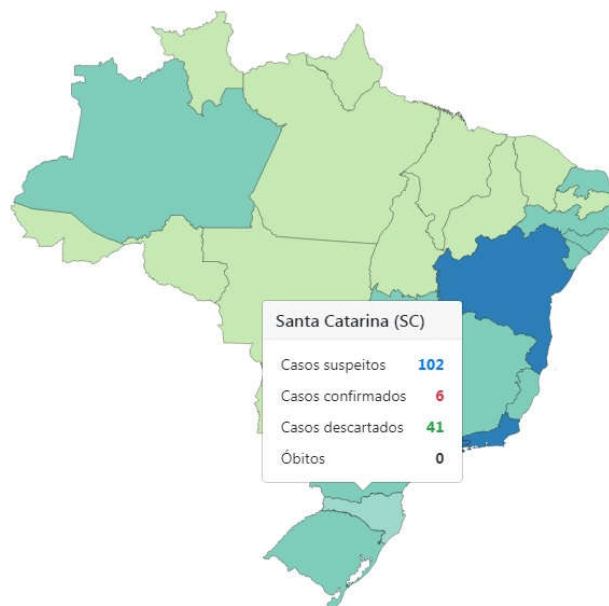 Santa Catarina (SC)
Casos suspeitos 102
Casos confirmados 6
Casos descartados 41
Óbitos 0